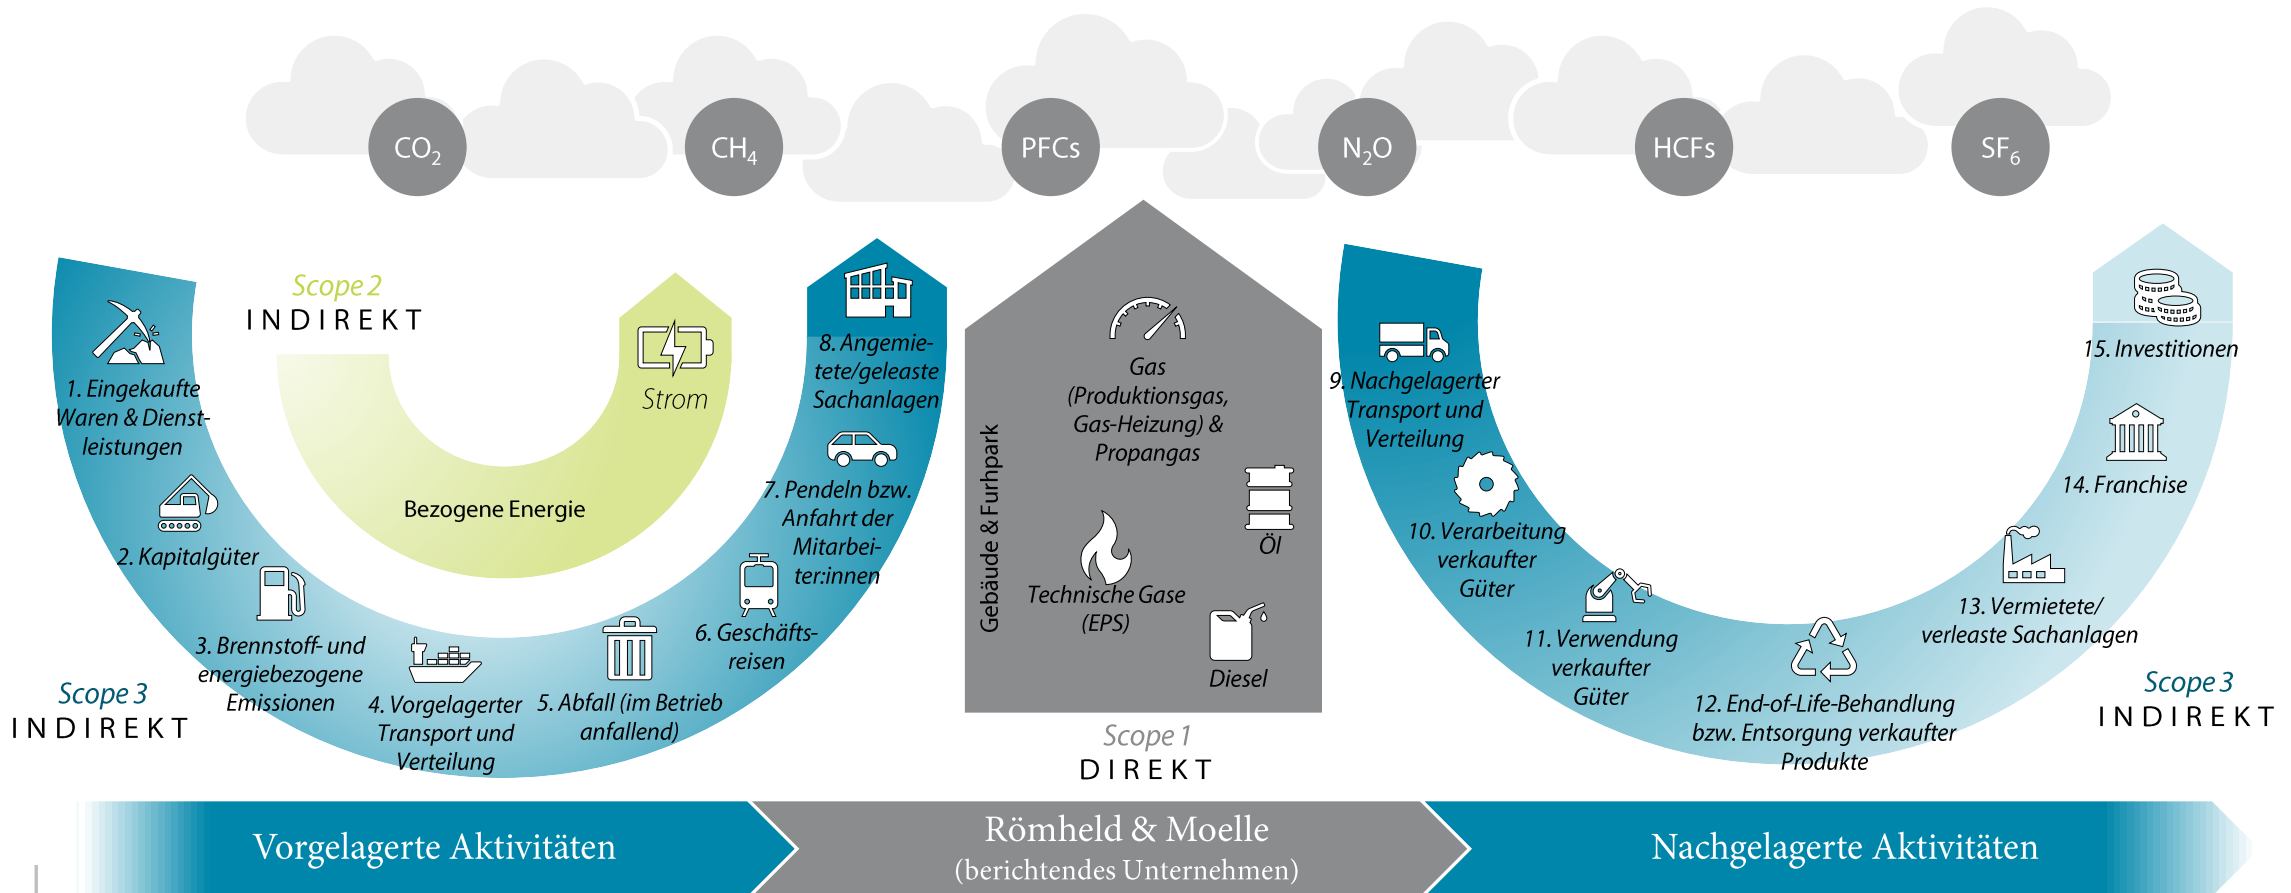 CO₂
CH₄
PFCs
N₂O
HCFs
SF₆
Scope 3
INDIREKT
1. Eingekaufte
Waren & Dienst-
leistungen
2. Kapitalgüter
3. Brennstoff- und
energiebezogene
Emissionen
4. Vorgelagerter
Transport und
Verteilung
5. Abfall (im Betrieb
anfallend)
6. Geschäfts-
reisen
7. Pendeln bzw.
Anfahrt der
Mitarbei-
ter:innen
8. Angemie-
tete/geleaste
Sachanlagen
Scope 2
INDIREKT
Strom
Bezogene Energie
Gebäude & Furhpark
Gas
(Produktionsgas,
Gas-Heizung) &
Propangas
Öl
Technische Gase
(EPS)
Diesel
Scope 1
DIREKT
9. Nachgelagerter
Transport und
Verteilung
10. Verarbeitung
verkaufter
Güter
11. Verwendung
verkaufter
Güter
12. End-of-Life-Behandlung
bzw. Entsorgung verkaufter
Produkte
13. Vermietete/
verleaste Sachanlagen
14. Franchise
15. Investitionen
Scope 3
INDIREKT
Vorgelagerte Aktivitäten
Römheld & Moelle
(berichtendes Unternehmen)
Nachgelagerte Aktivitäten